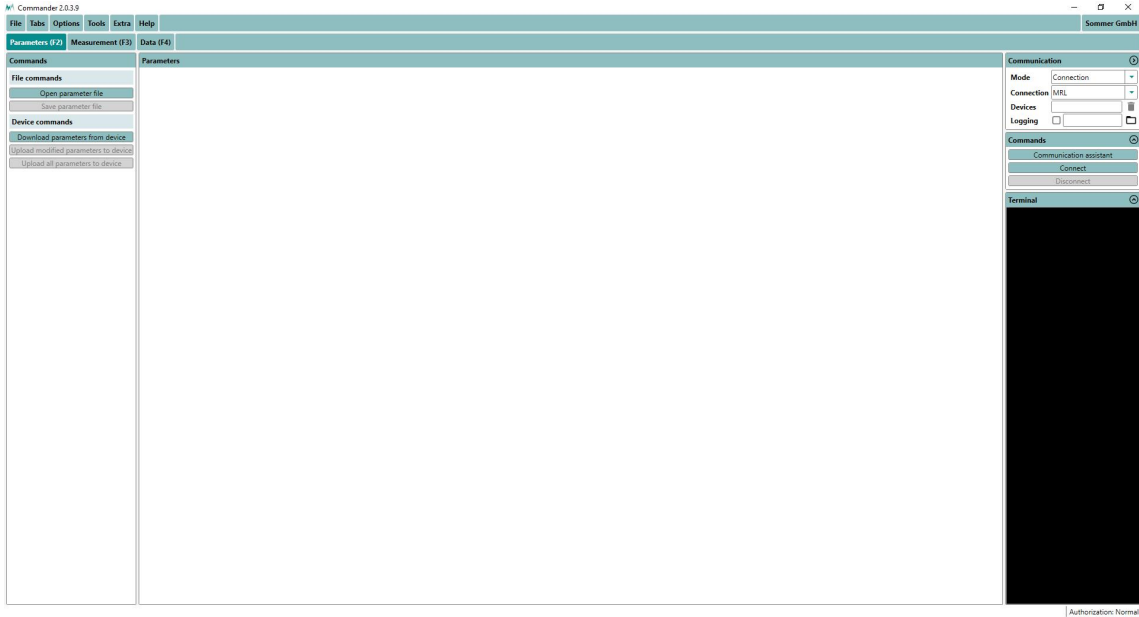 Commander 2.0.3.9
File Tabs Options Tools Extra Help Sommer GmbH
Parameters (F2) Measurement (F3) Data (F4)
Commands
File commands
Open parameter file
Save parameter file
Device commands
Download parameters from device
Upload modified parameters to device
Upload all parameters to device
Parameters
Communication
Mode Connection
Connection MRL
Devices
Logging
Commands
Communication assistant
Connect
Disconnect
Terminal
Authorization: Normal